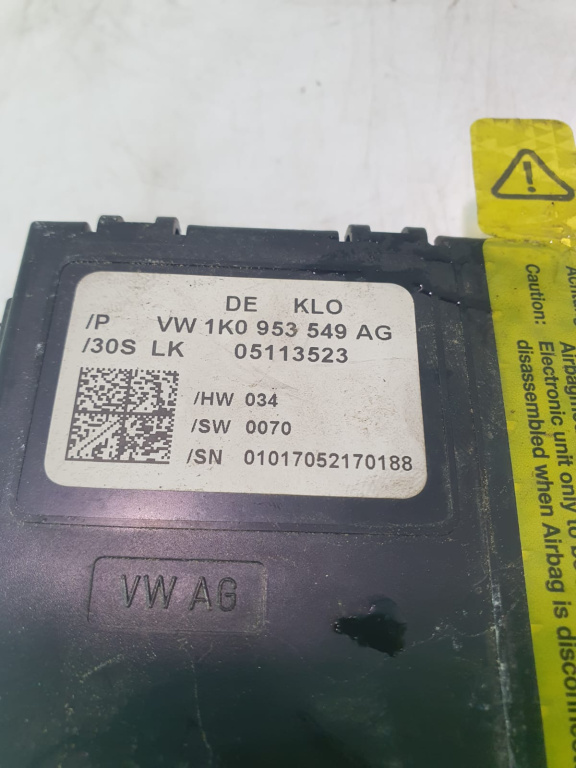 DE KLO
/P VW 1K0 953 549 AG
/30S LK 05113523
/HW 034
/SW 0070
/SN 01017052170188
VW AG
Caution:
Electronic unit only to be
disassembled when Airbag is disconnec